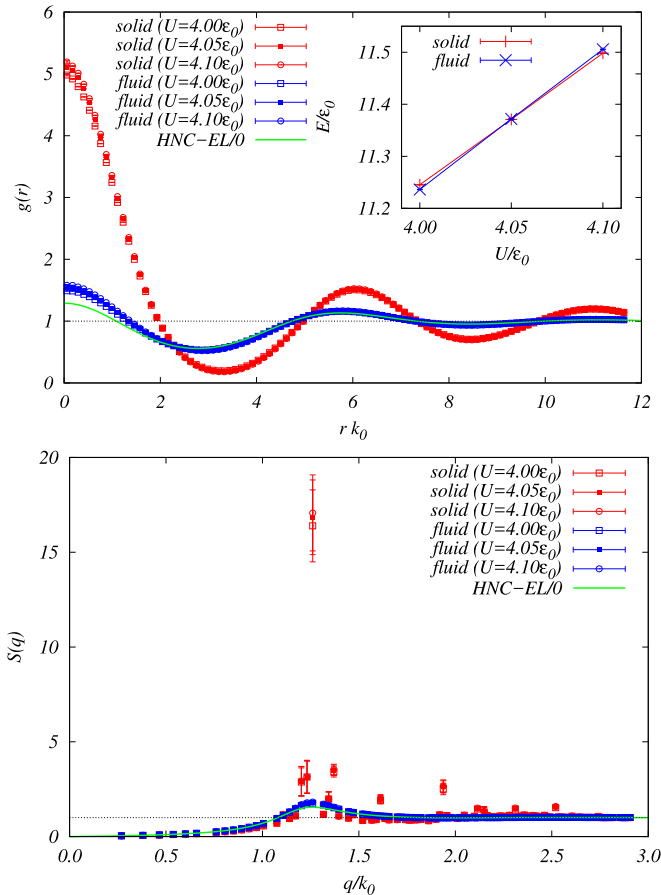 solid (U=4.00ε0)
solid (U=4.05ε0)
solid (U=4.10ε0)
fluid (U=4.00ε0)
fluid (U=4.05ε0)
fluid (U=4.10ε0)
HNC−EL/0
solid
fluid
11.5
11.4
11.3
11.2
E/ε0
4.00 4.05 4.10
U/ε0
6
5
4
3
2
1
0
g(r)
0 2 4 6 8 10 12
r k0
solid (U=4.00ε0)
solid (U=4.05ε0)
solid (U=4.10ε0)
fluid (U=4.00ε0)
fluid (U=4.05ε0)
fluid (U=4.10ε0)
HNC−EL/0
20
15
10
5
0
S(q)
0.0 0.5 1.0 1.5 2.0 2.5 3.0
q/k0